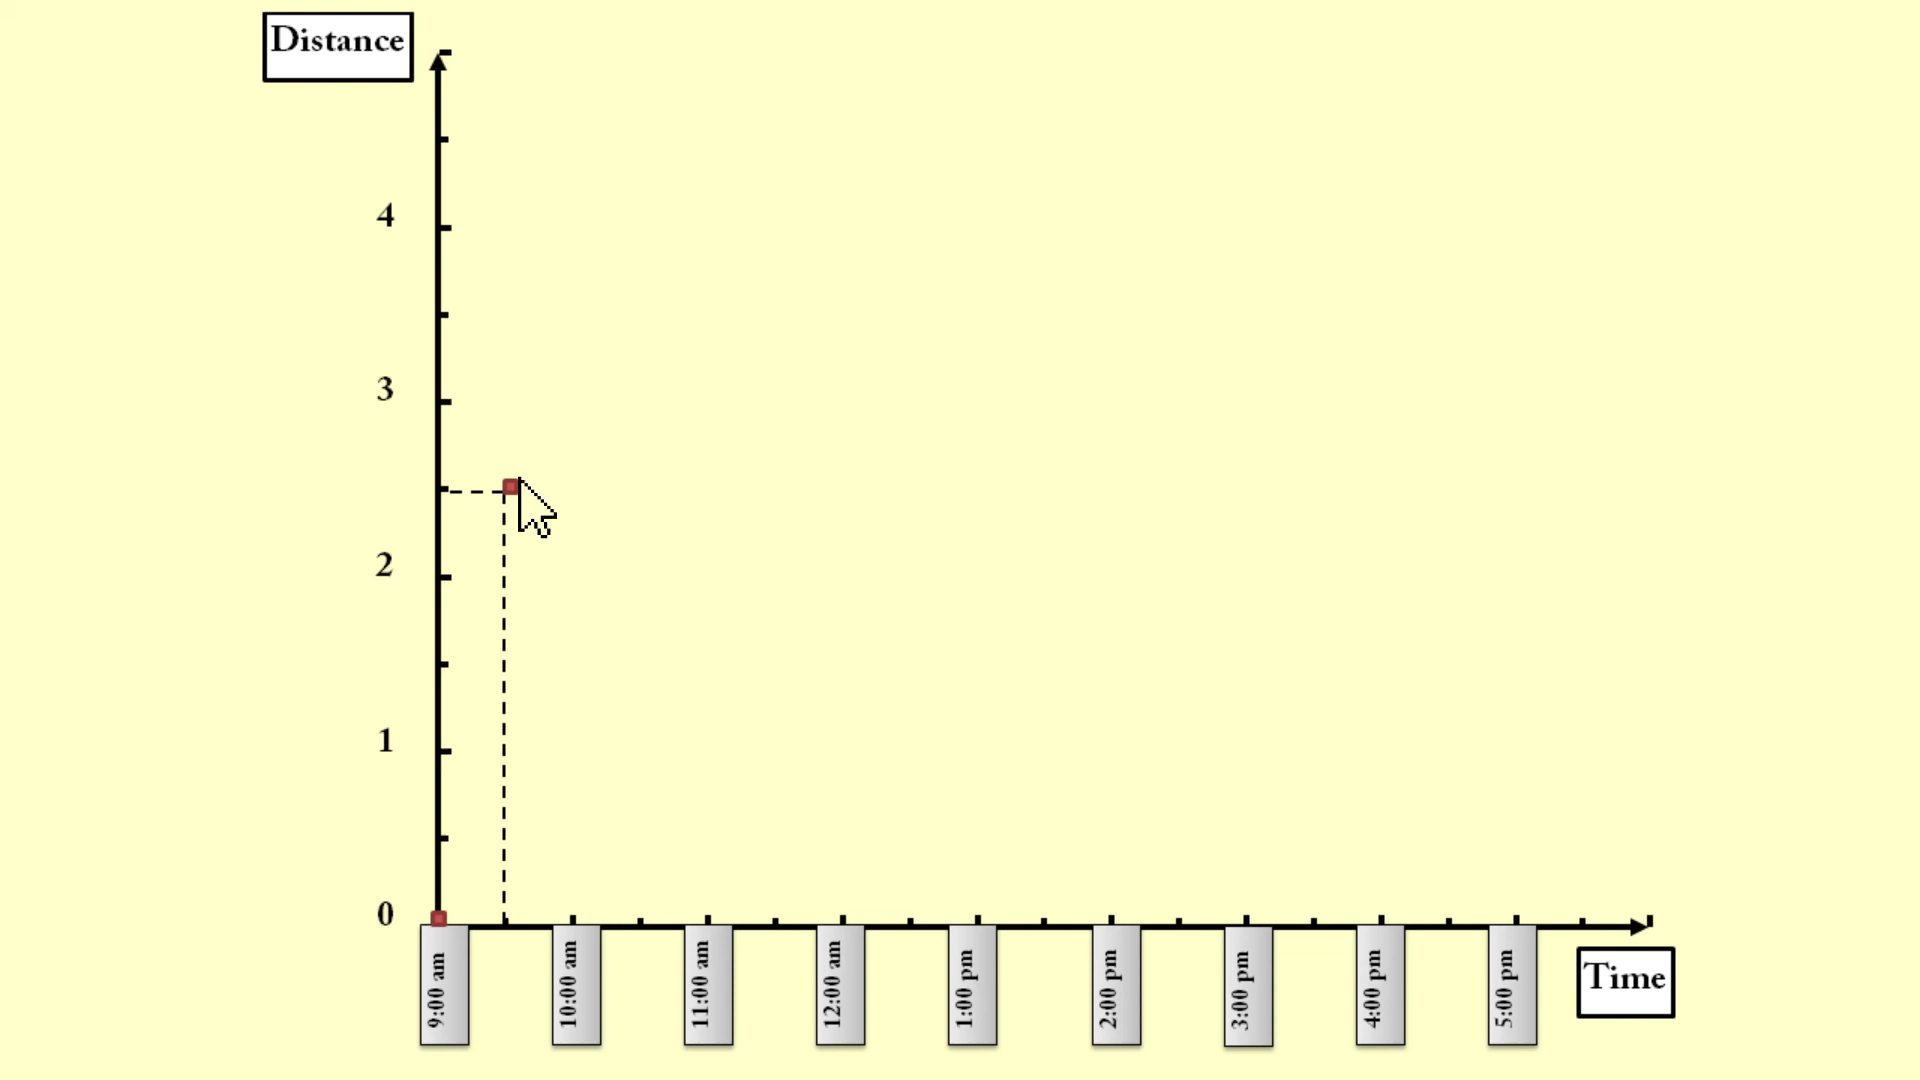 Distance
4
3
2
1
0
9:00 am
10:00 am
11:00 am
12:00 am
1:00 pm
2:00 pm
3:00 pm
4:00 pm
5:00 pm
Time